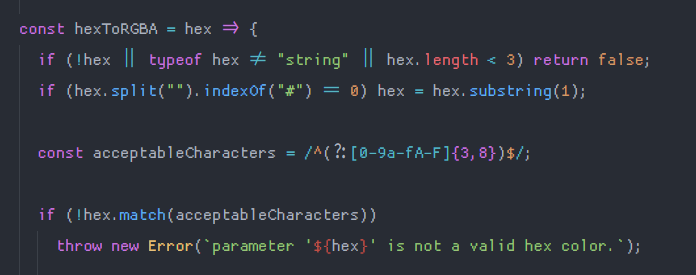 const hexToRGBA = hex => {
if (!hex || typeof hex != "string" || hex.length < 3) return false;
if (hex.split("").indexOf("#") == 0) hex = hex.substring(1);
const acceptableCharacters = /^(?:[0-9a-fA-F]{3,8})$/;
if (!hex.match(acceptableCharacters))
throw new Error(`parameter '${hex}' is not a valid hex color.`);